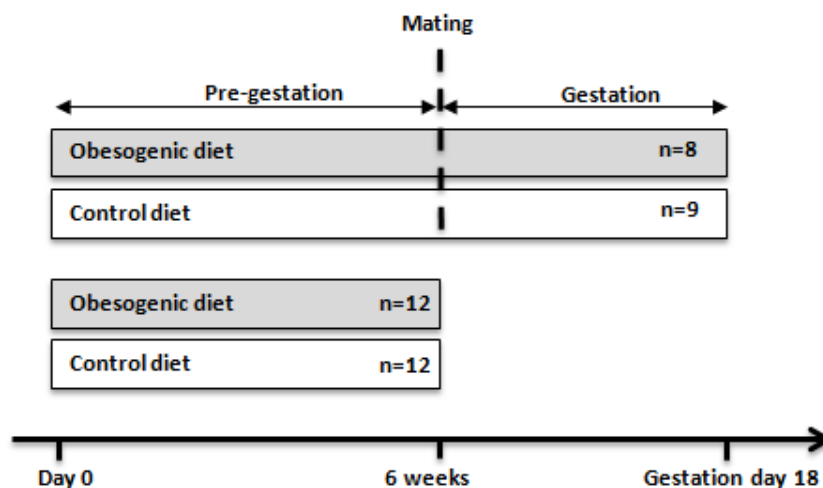 Mating
Pre-gestation
Gestation
Obesogenic diet
n=8
Control diet
n=9
Obesogenic diet
n=12
Control diet
n=12
Day 0
6 weeks
Gestation day 18